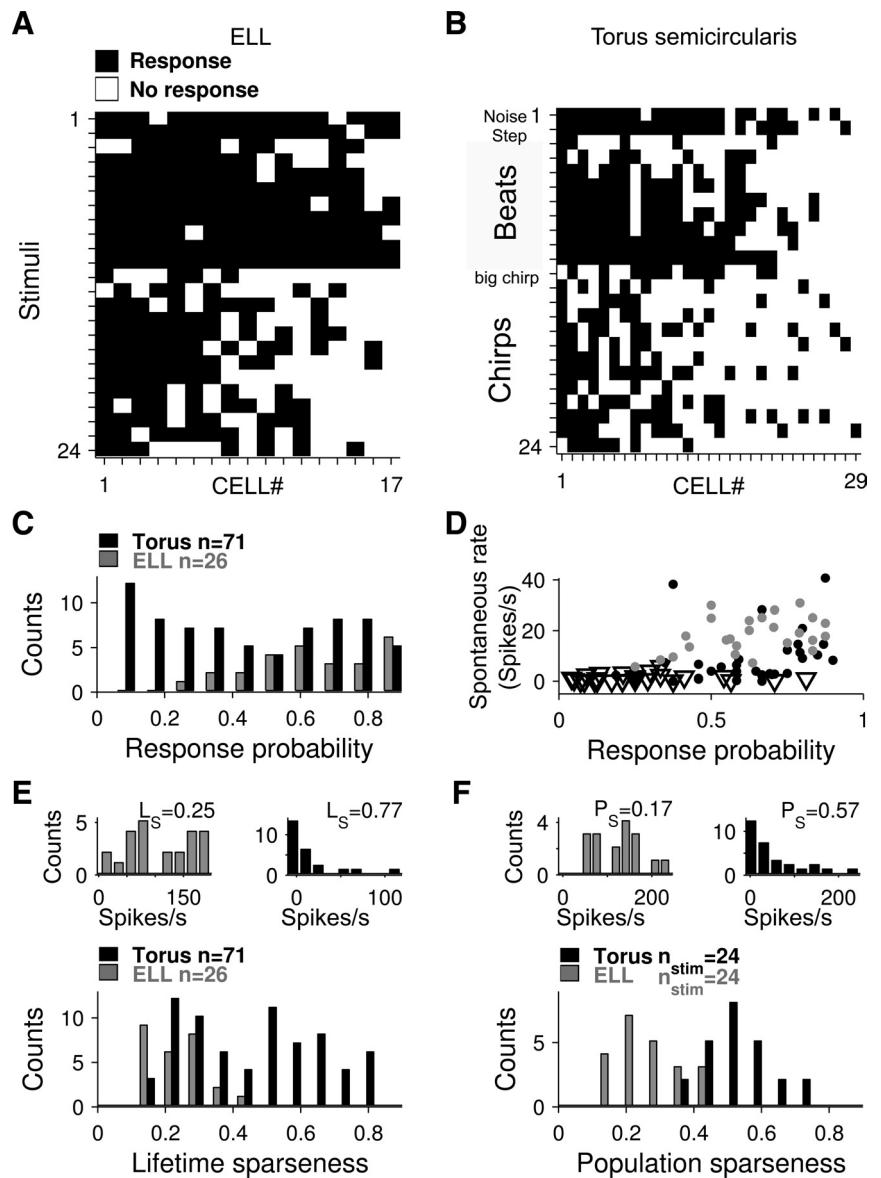 A
ELL
Response
No response
1
24
Stimuli
1
CELL#
17
B
Torus semicircularis
Noise 1
Step
Beats
big chirp
Chirps
24
1
CELL#
29
C
Torus n=71
ELL n=26
10
5
0
Counts
0
0.2
0.4
0.6
0.8
Response probability
D
Spontaneous rate
(Spikes/s)
40
20
0
0
0.5
1
Response probability
E
LS=0.25
5
0
Counts
150
Spikes/s
LS=0.77
10
0
0
100
Spikes/s
Torus n=71
ELL n=26
10
5
0
Counts
0
0.2
0.4
0.6
0.8
Lifetime sparseness
F
PS=0.17
4
0
Counts
0
200
Spikes/s
PS=0.57
10
0
0
200
Spikes/s
Torus nstim=24
ELL nstim=24
5
0
Counts
0
0.2
0.4
0.6
0.8
Population sparseness